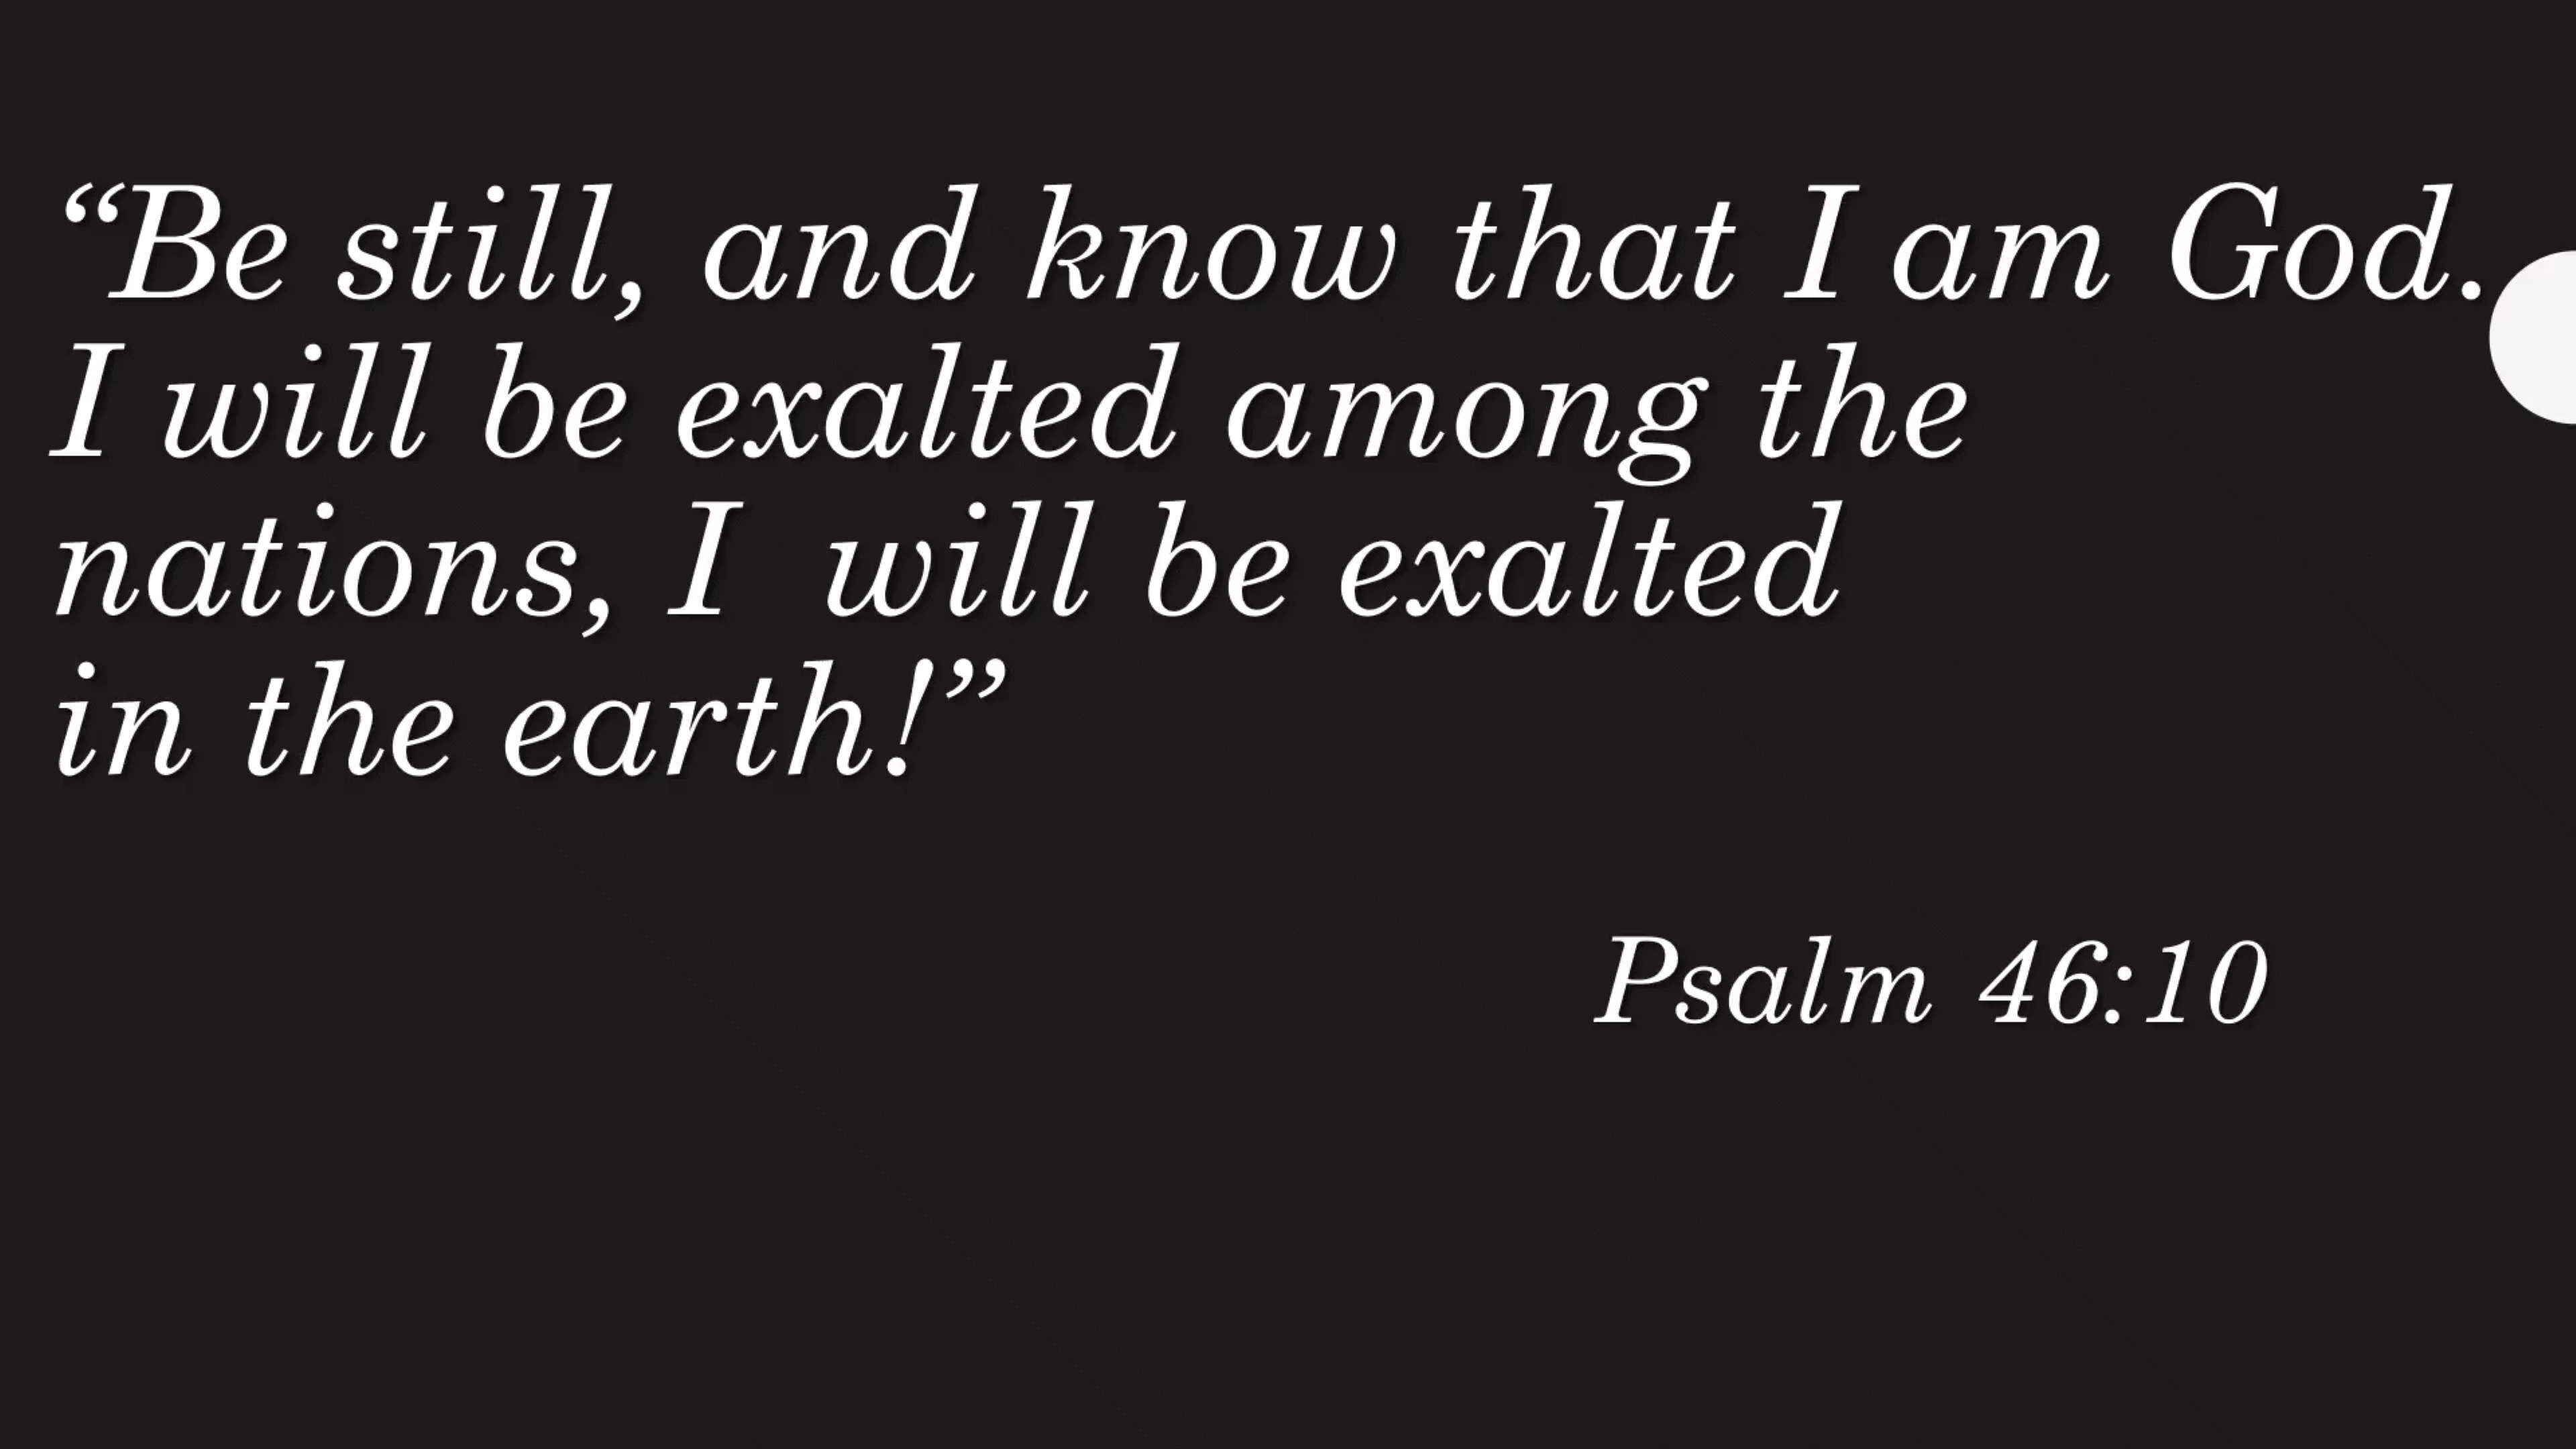 “Be still, and know that I am God.
I will be exalted among the
nations, I  will be exalted
in the earth!”
Psalm 46:10